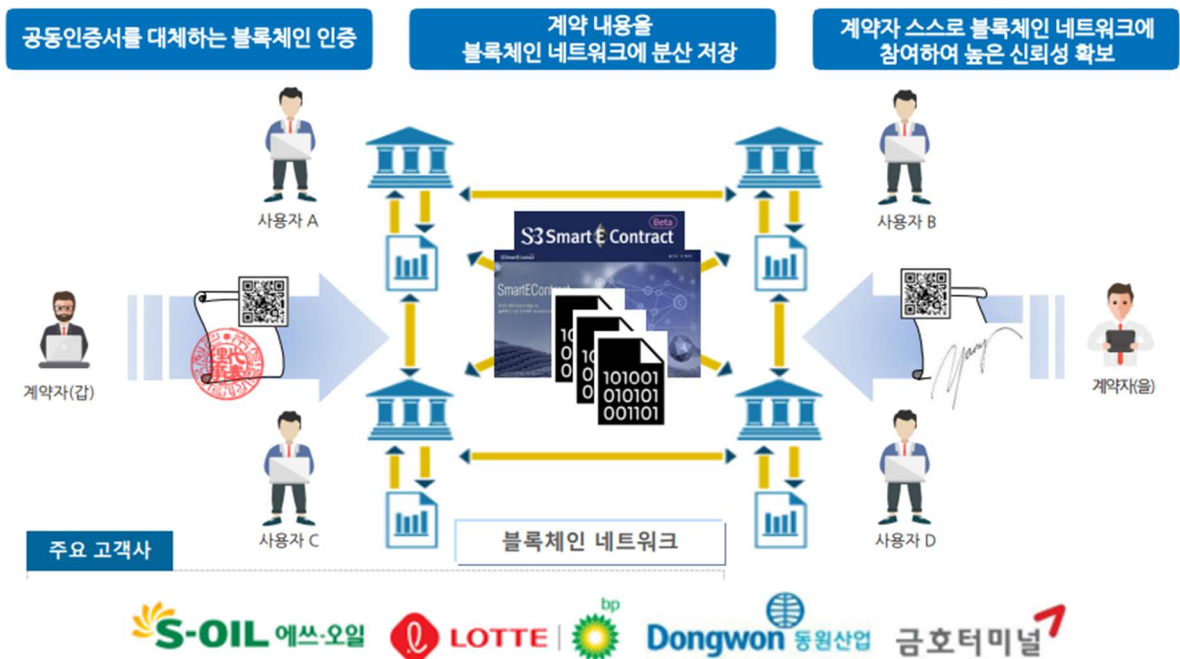 공동인증서를 대체하는 블록체인 인증
계약 내용을
블록체인 네트워크에 분산 저장
계약자 스스로 블록체인 네트워크에
참여하여 높은 신뢰성 확보
사용자 A
사용자 B
Beta
S3 Smart E Contract
SmartECont
계약자(갑)
계약자(을)
101001
010101
001101
사용자 C
사용자 D
주요 고객사
블록체인 네트워크
S-OIL 에쓰-오일
LOTTE
bp
Dongwon 동원산업
금호터미널